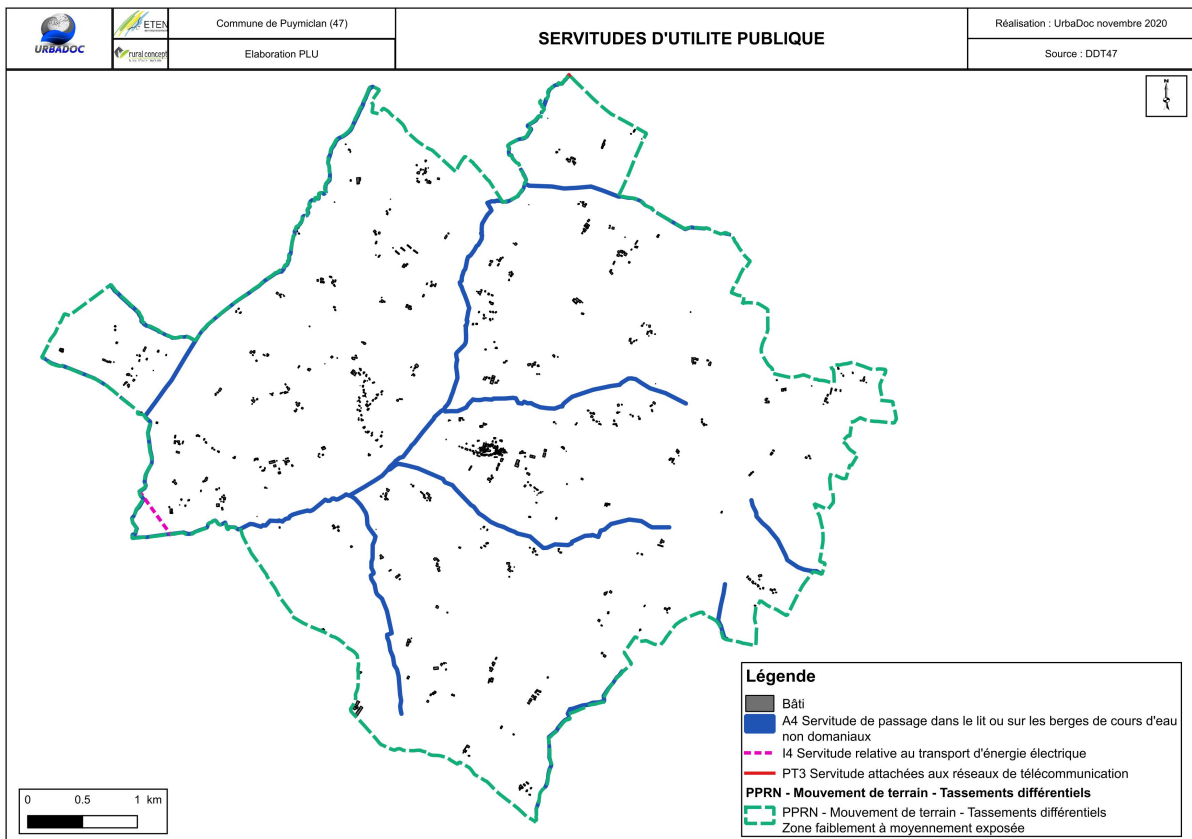 URBADOC
ETEN
rural concept
Commune de Puymiclan (47)
Elaboration PLU
SERVITUDES D'UTILITE PUBLIQUE
Réalisation : UrbaDoc novembre 2020
Source : DDT47
N
Légende
Bâti
A4 Servitude de passage dans le lit ou sur les berges de cours d'eau
non domaniaux
I4 Servitude relative au transport d'énergie électrique
PT3 Servitude attachées aux réseaux de télécommunication
PPRN - Mouvement de terrain - Tassements différentiels
PPRN - Mouvement de terrain - Tassements différentiels
Zone faiblement à moyennement exposée
0 0.5 1 km